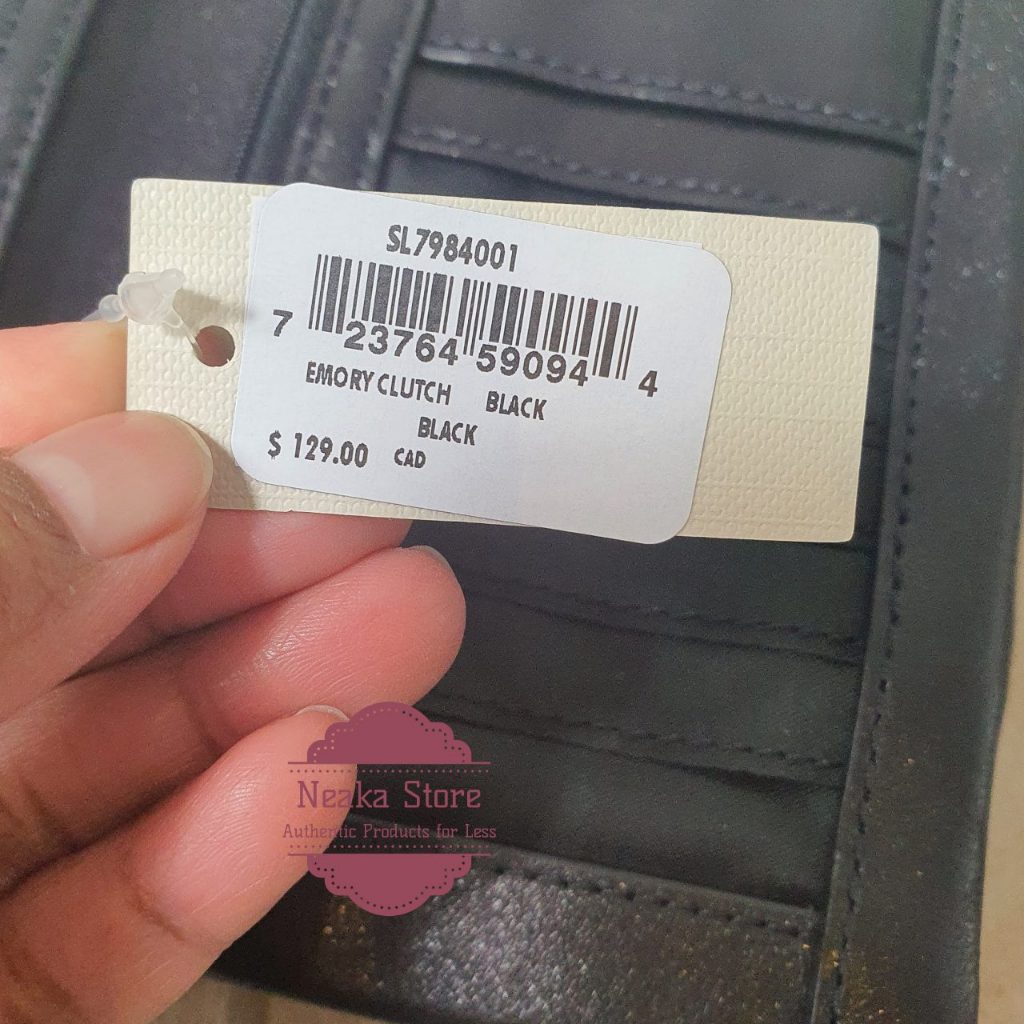 SL7984001
7 23764 59094 4
EMORY CLUTCH BLACK
BLACK
$ 129.00 CAD
Neaka Store
Authentic Products for Less